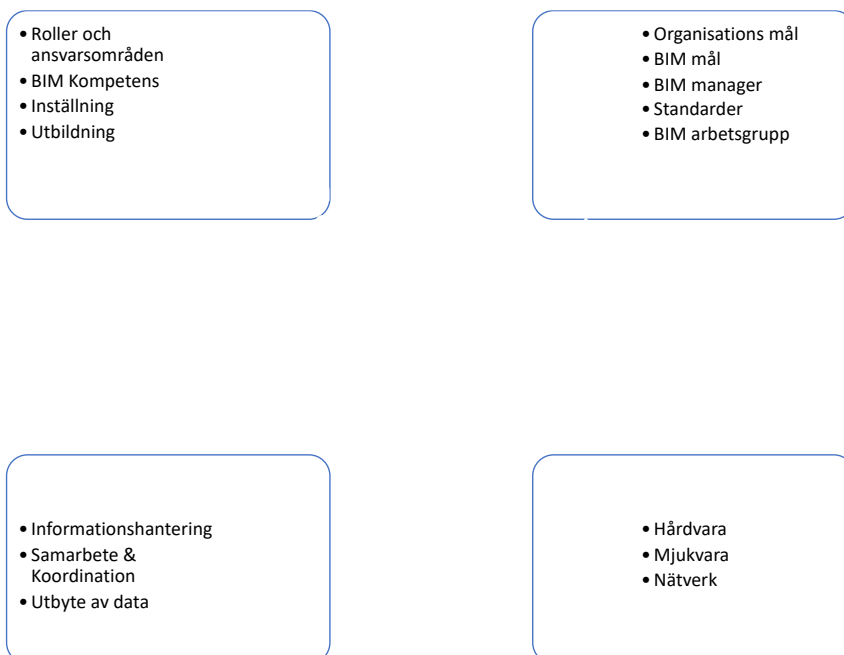 • Roller och
ansvarsområden
• BIM Kompetens
• Inställning
• Utbildning
• Organisations mål
• BIM mål
• BIM manager
• Standarder
• BIM arbetsgrupp
• Informationshantering
• Samarbete &
Koordination
• Utbyte av data
• Hårdvara
• Mjukvara
• Nätverk